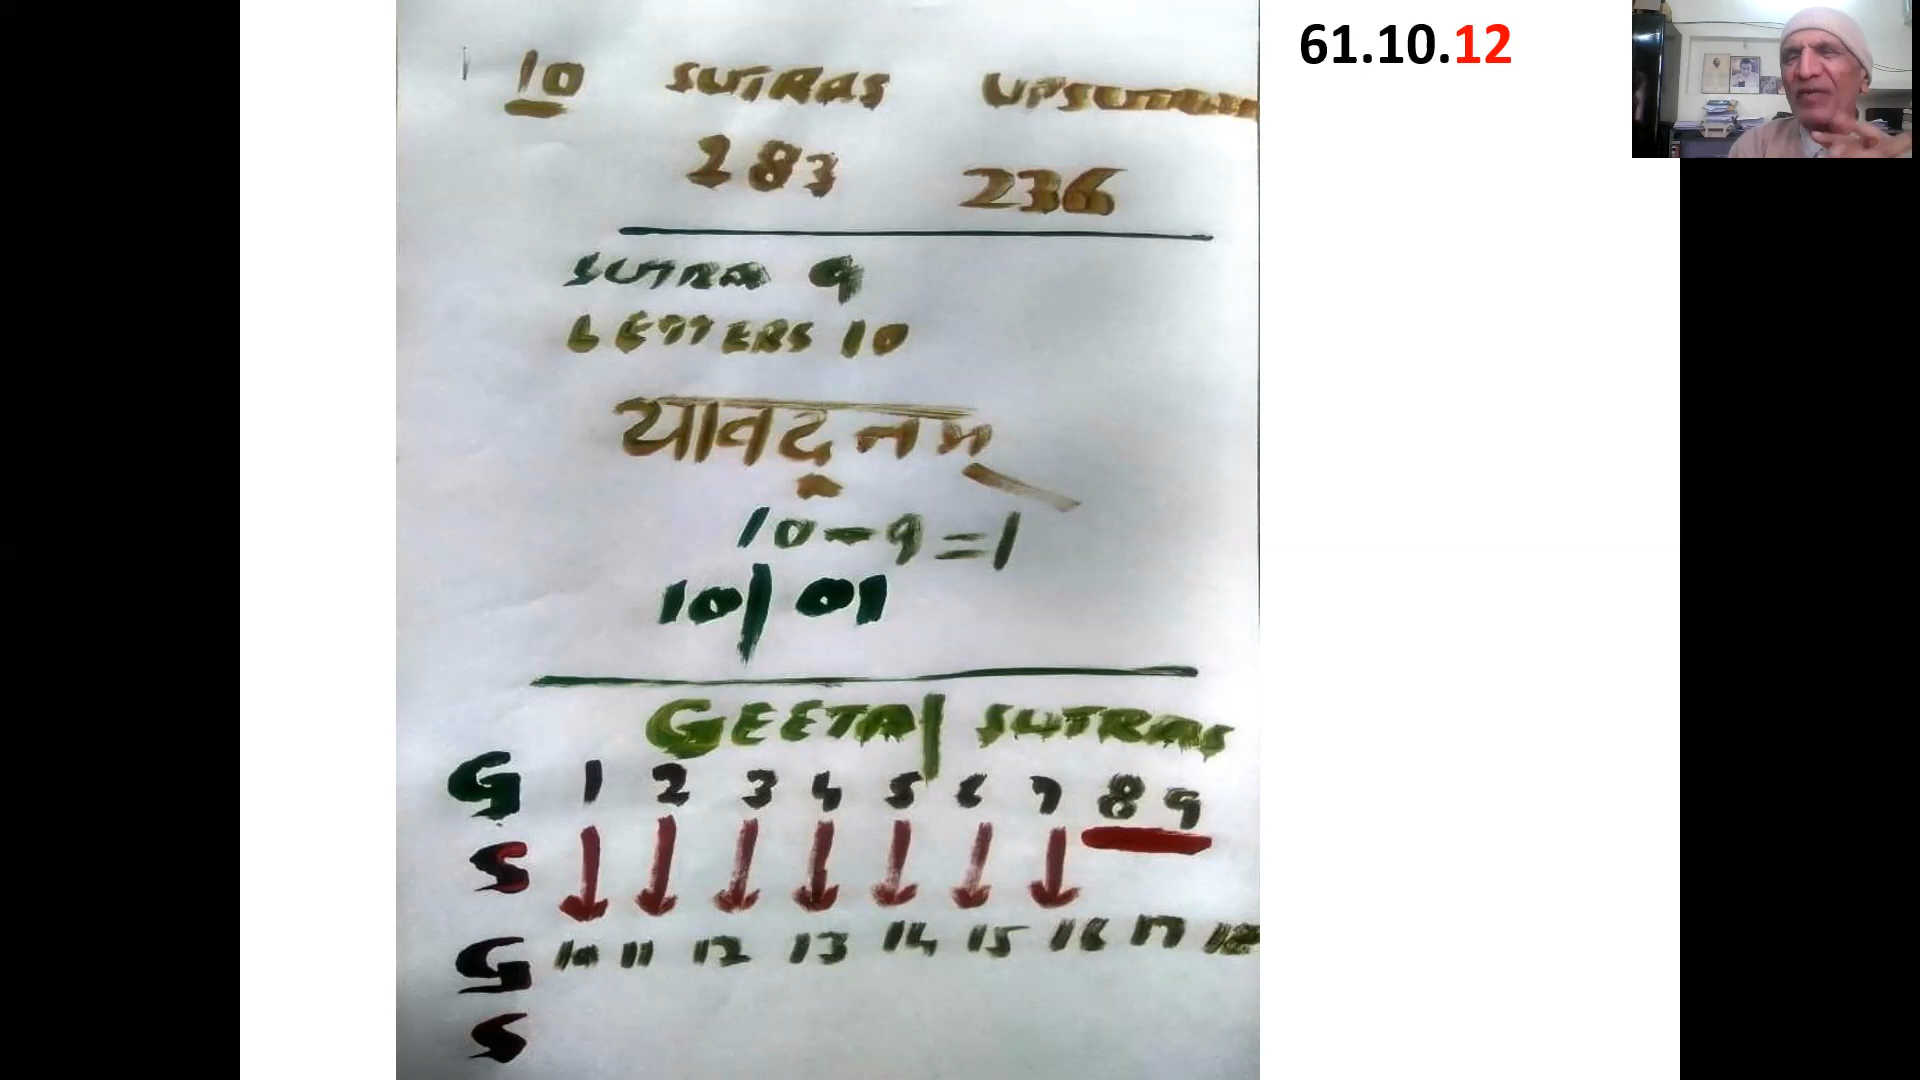 61.10.12
10 SUTRAS UPSUTRAS
283 236
SUTRA 9
LETTERS 10
यावदूनम्
10-9=1
10|01
GEETA| SUTRAS
G 1 2 3 4 5 6 7 8 9
S
G 10 11 12 13 14 15 16 17 18
S